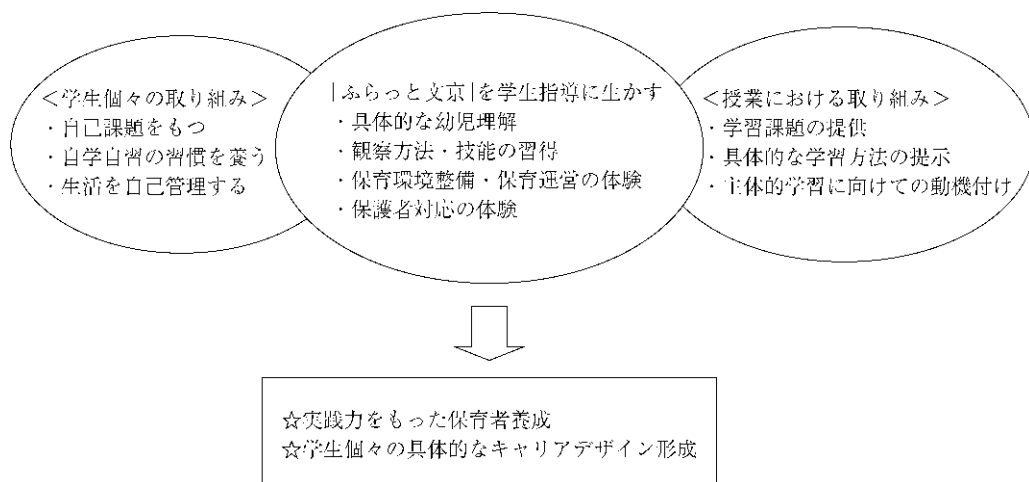 ＜学生個々の取り組み＞
・自己課題をもつ
・自学自習の習慣を養う
・生活を自己管理する
｜ふらっと文京｜を学生指導に生かす
・具体的な幼児理解
・観察方法・技能の習得
・保育環境整備・保育運営の体験
・保護者対応の体験
＜授業における取り組み＞
・学習課題の提供
・具体的な学習方法の提示
・主体的学習に向けての動機付け
☆実践力をもった保育者養成
☆学生個々の具体的なキャリアデザイン形成